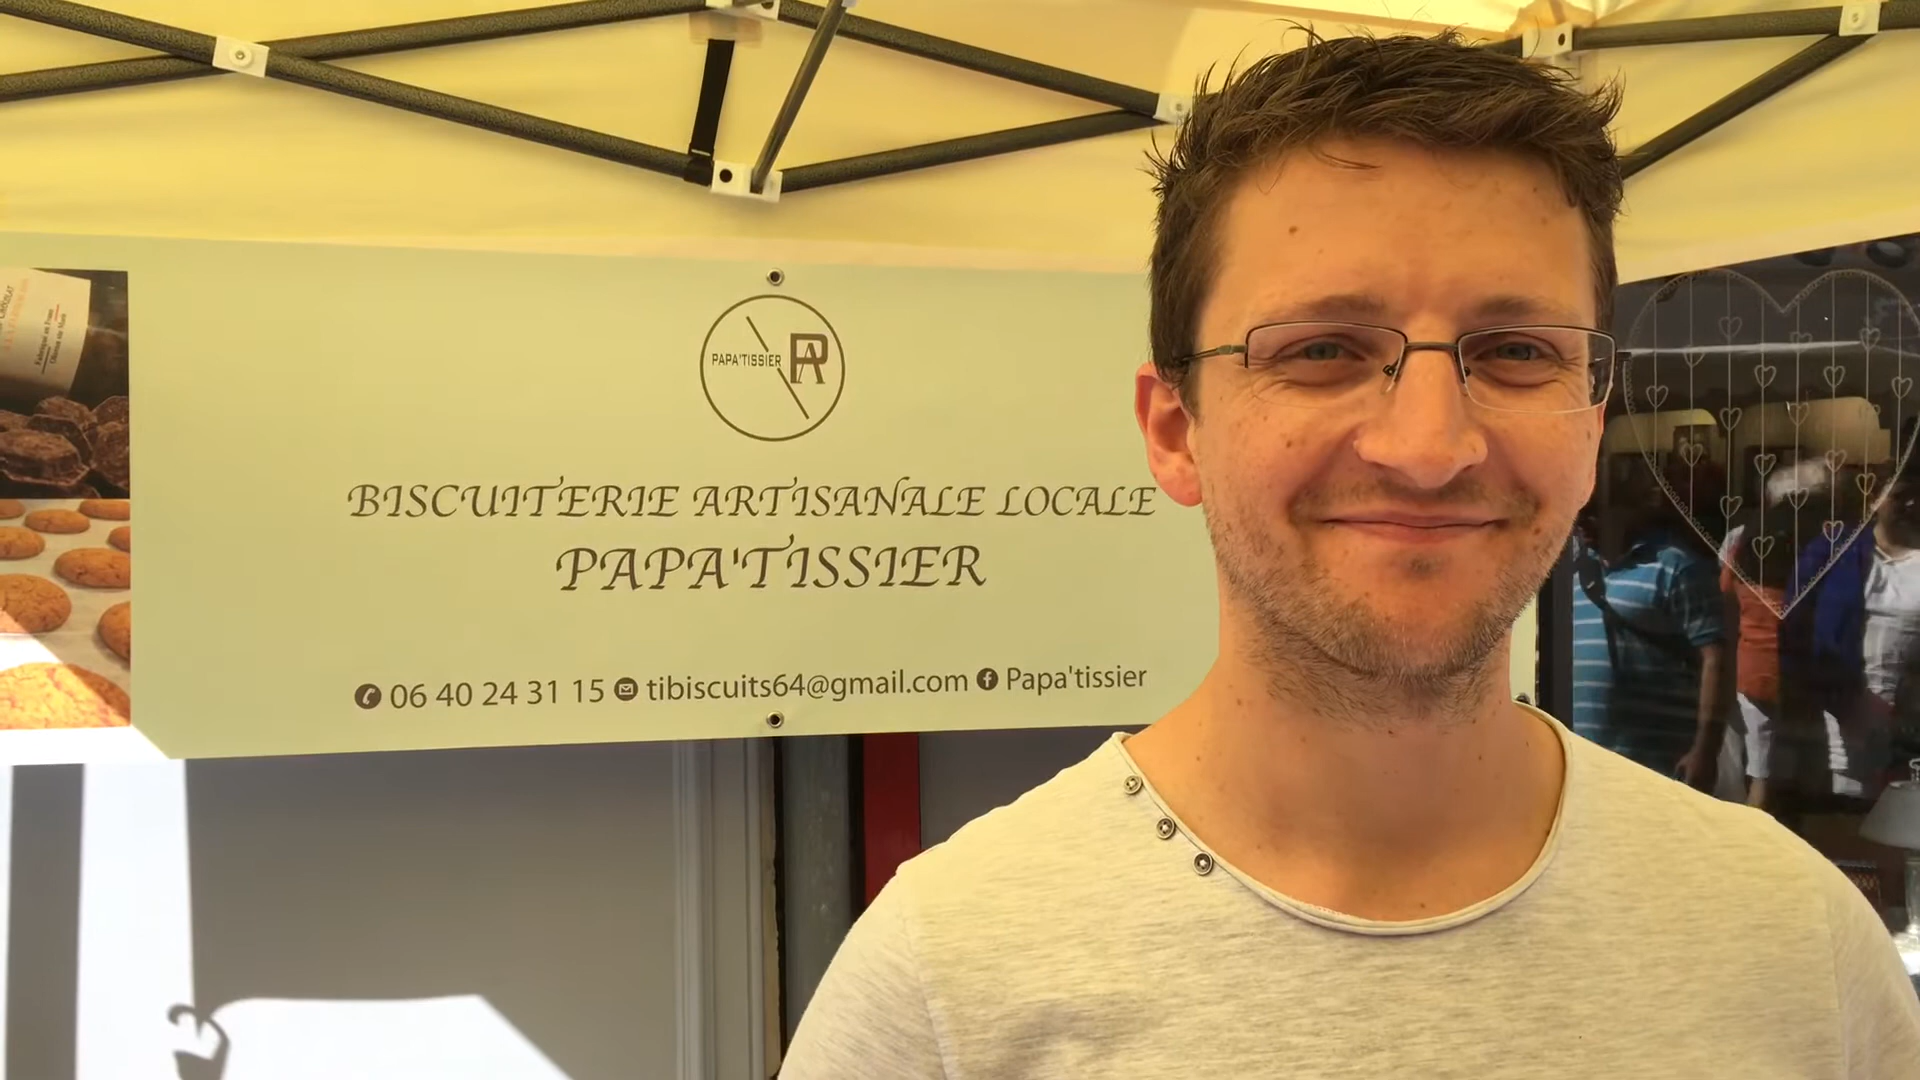 PAPA'TISSIER
BISCUITERIE ARTISANALE LOCALE
PAPA'TISSIER
06 40 24 31 15 tibiscuits64@gmail.com Papa'tissier